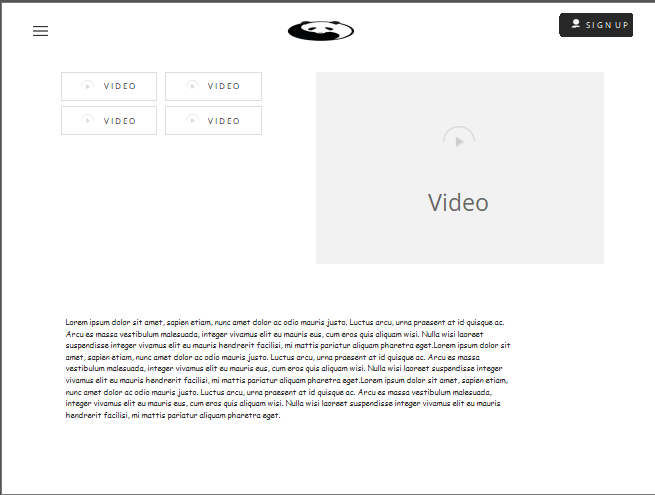 SIGN UP
VIDEO VIDEO
VIDEO VIDEO
Video
Lorem ipsum dolor sit amet, sapien etiam, nunc amet dolor ac odio mauris justo. Luctus arcu, urna praesent at id quisque ac.
Arcu es massa vestibulum malesuada, integer vivamus elit eu mauris eus, cum eros quis aliquam wisi. Nulla wisi laoreet
suspendisse integer vivamus elit eu mauris hendrerit facilisi, mi mattis pariatur aliquam pharetra eget.Lorem ipsum dolor sit
amet, sapien etiam, nunc amet dolor ac odio mauris justo. Luctus arcu, urna praesent at id quisque ac. Arcu es massa
vestibulum malesuada, integer vivamus elit eu mauris eus, cum eros quis aliquam wisi. Nulla wisi laoreet suspendisse integer
vivamus elit eu mauris hendrerit facilisi, mi mattis pariatur aliquam pharetra eget.Lorem ipsum dolor sit amet, sapien etiam,
nunc amet dolor ac odio mauris justo. Luctus arcu, urna praesent at id quisque ac. Arcu es massa vestibulum malesuada,
integer vivamus elit eu mauris eus, cum eros quis aliquam wisi. Nulla wisi laoreet suspendisse integer vivamus elit eu mauris
hendrerit facilisi, mi mattis pariatur aliquam pharetra eget.